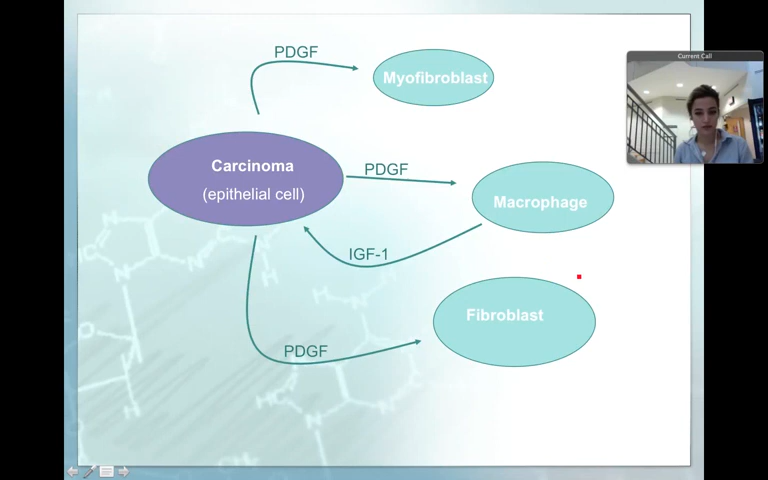 PDGF
Myofibroblast
Current Call
Carcinoma
(epithelial cell)
PDGF
Macrophage
IGF-1
Fibroblast
PDGF